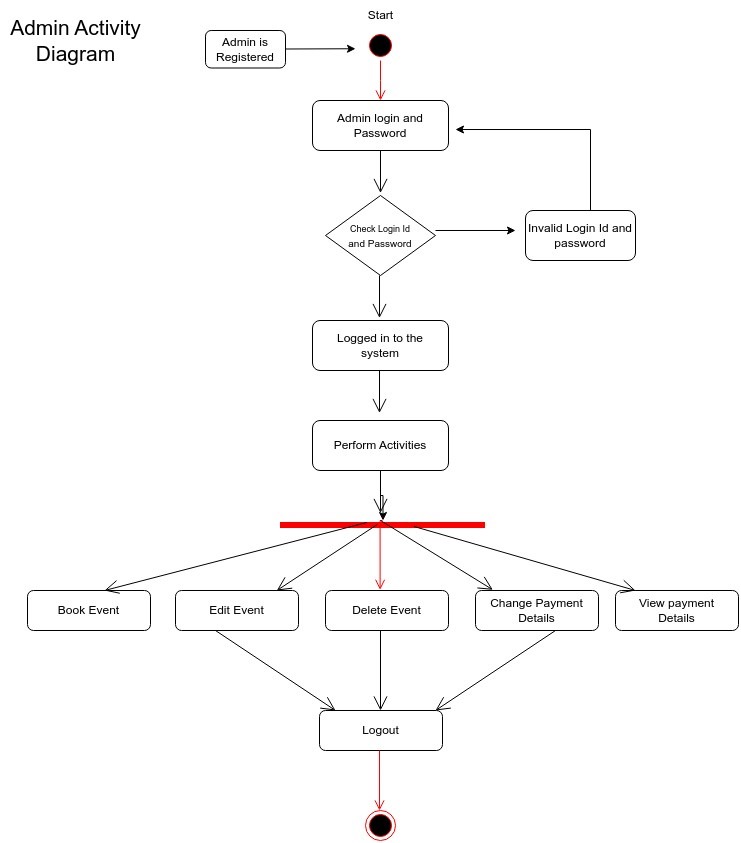 Admin Activity
Diagram
Start
Admin is
Registered
Admin login and
Password
Check Login Id
and Password
Invalid Login Id and
password
Logged in to the
system
Perform Activities
Book Event
Edit Event
Delete Event
Change Payment
Details
View payment
Details
Logout